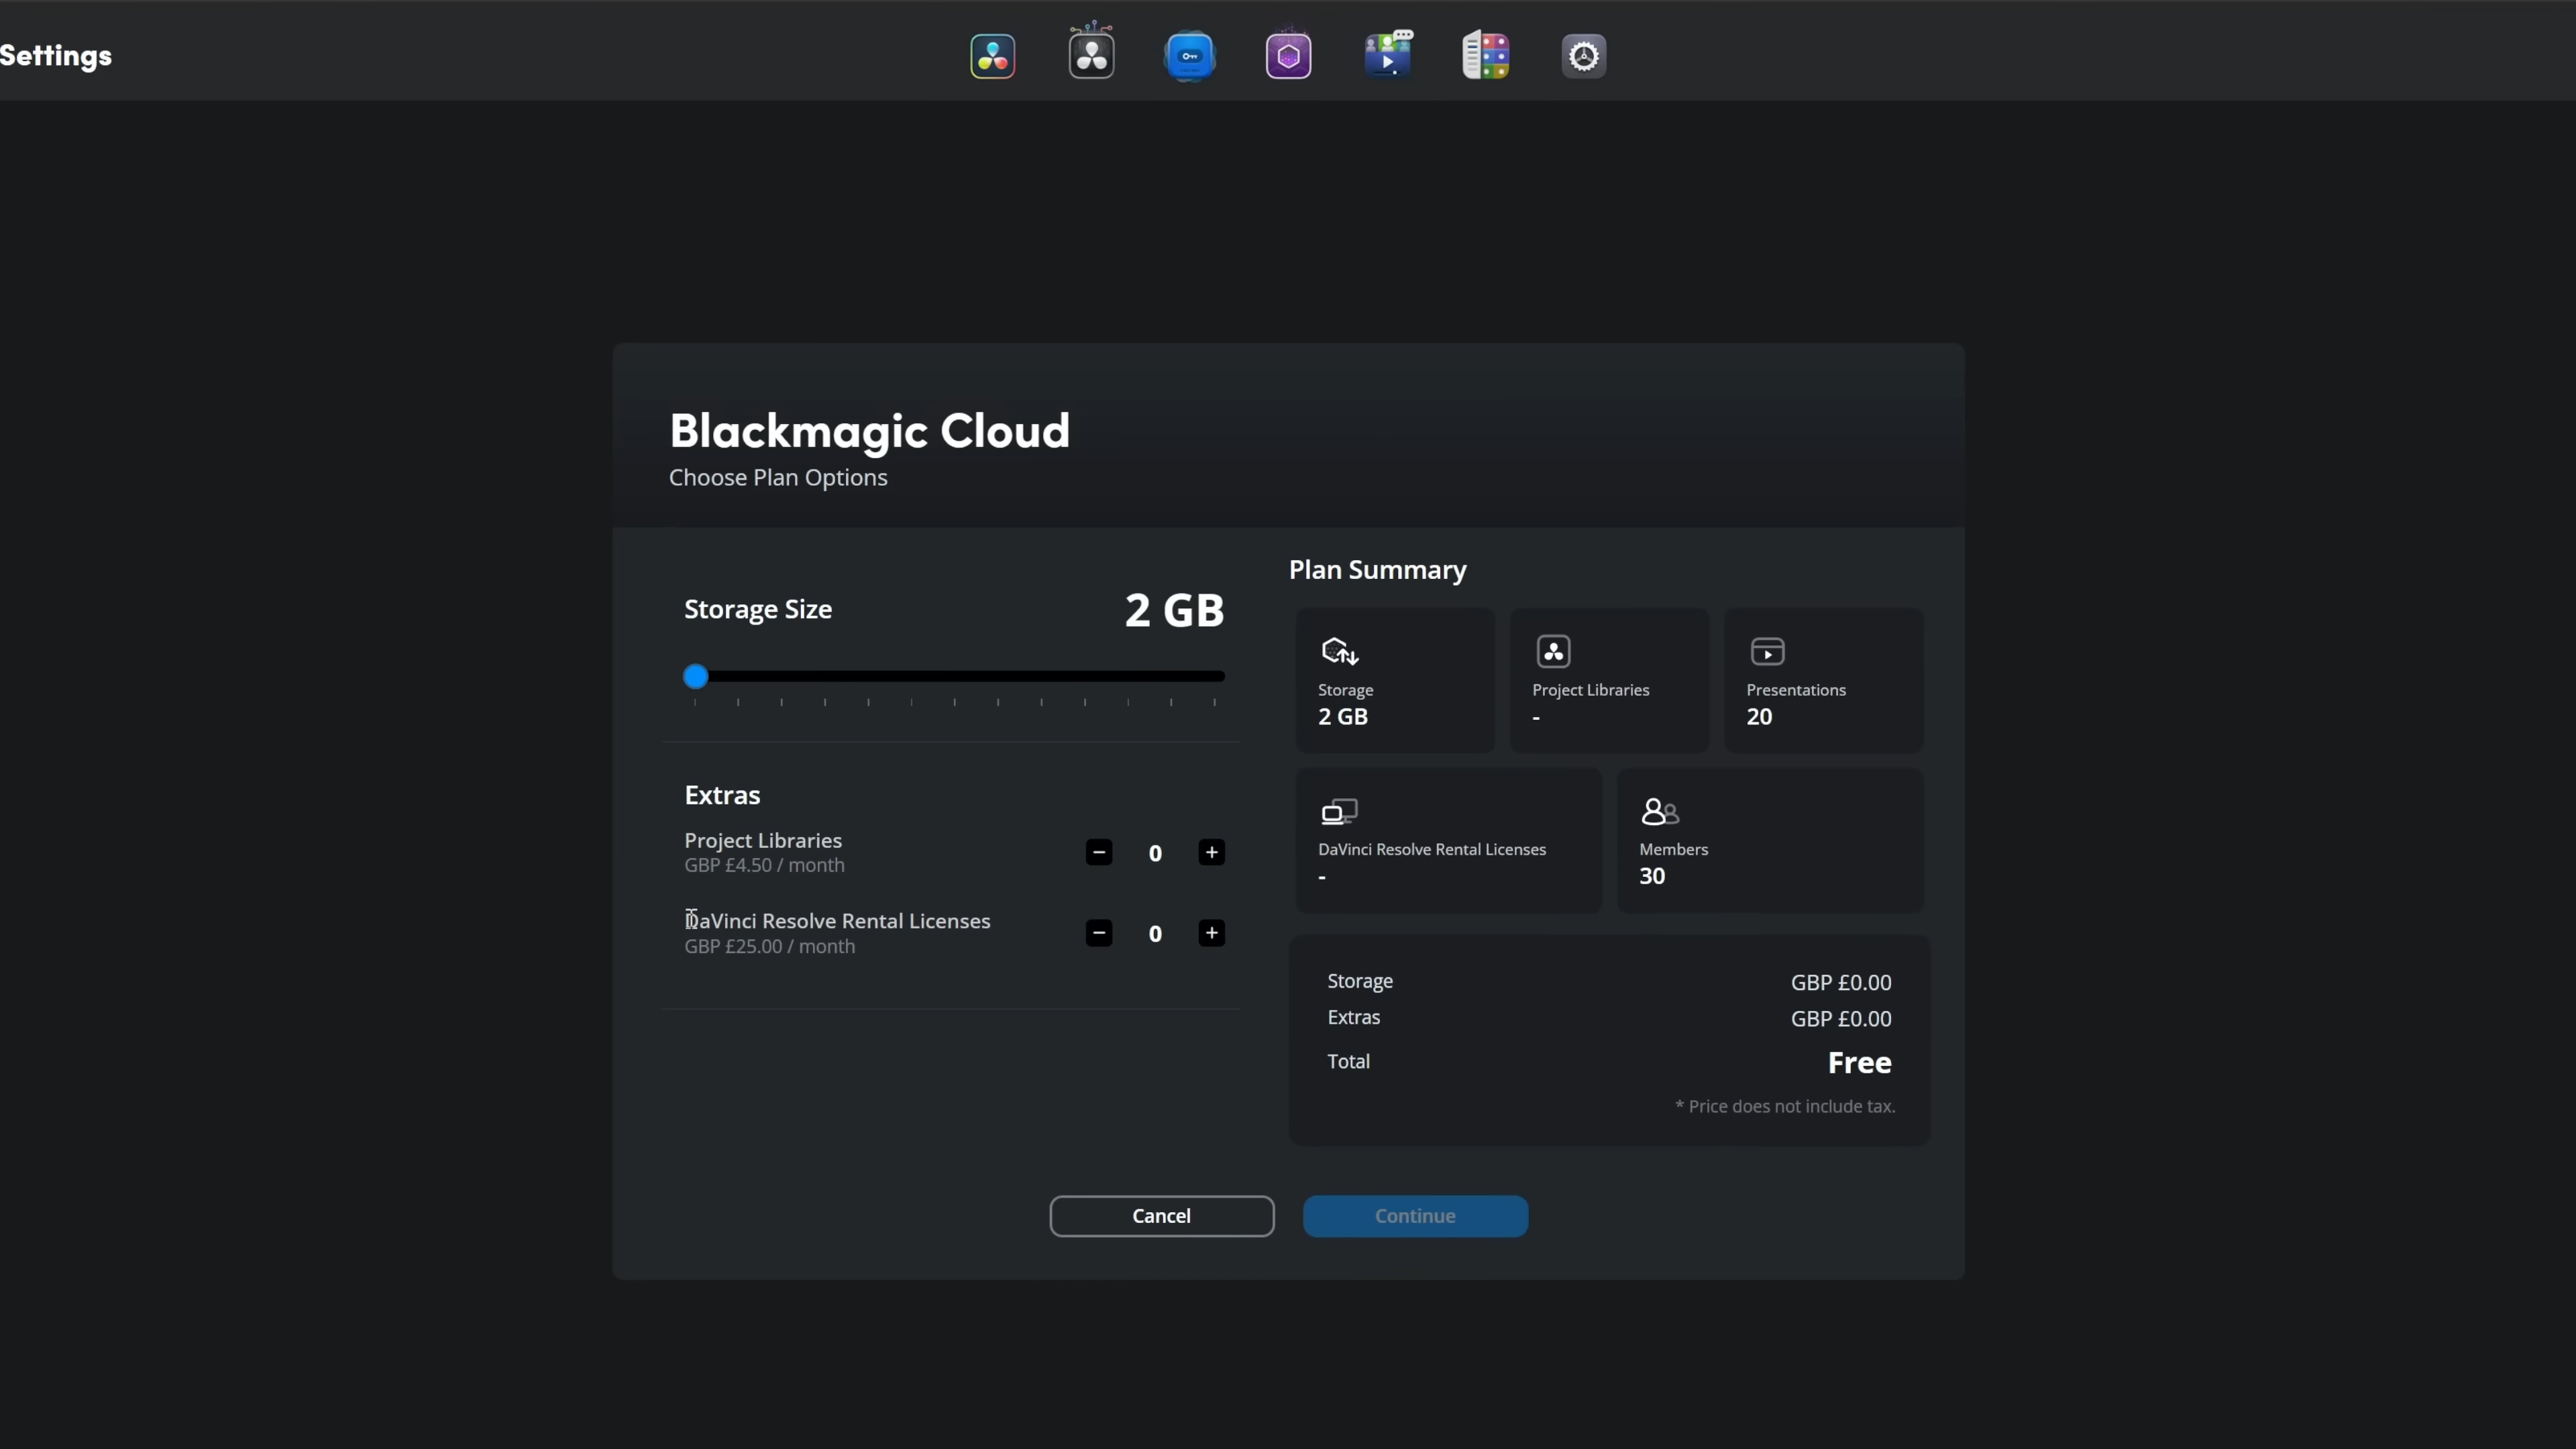 Settings
Blackmagic Cloud
Choose Plan Options
Storage Size
2 GB
Extras
Project Libraries
GBP £4.50 / month
− 0 +
DaVinci Resolve Rental Licenses
GBP £25.00 / month
− 0 +
Plan Summary
Storage
2 GB
Project Libraries
-
Presentations
20
DaVinci Resolve Rental Licenses
-
Members
30
Storage GBP £0.00
Extras GBP £0.00
Total Free
* Price does not include tax.
Cancel
Continue